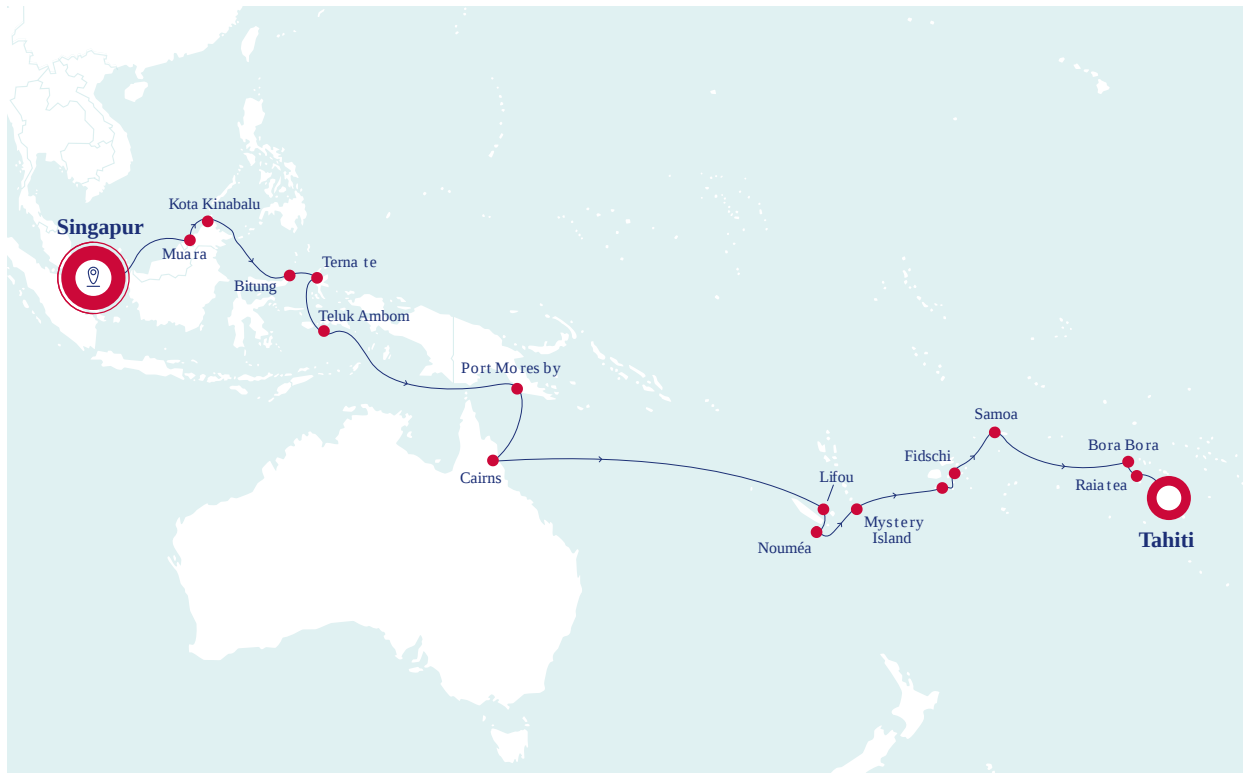 Kota Kinabalu
Singapur
Muara
Ternate
Bitung
Teluk Ambom
Port Moresby
Cairns
Samoa
Bora Bora
Fidschi
Lifou
Raiatea
Mystery
Island
Nouméa
Tahiti